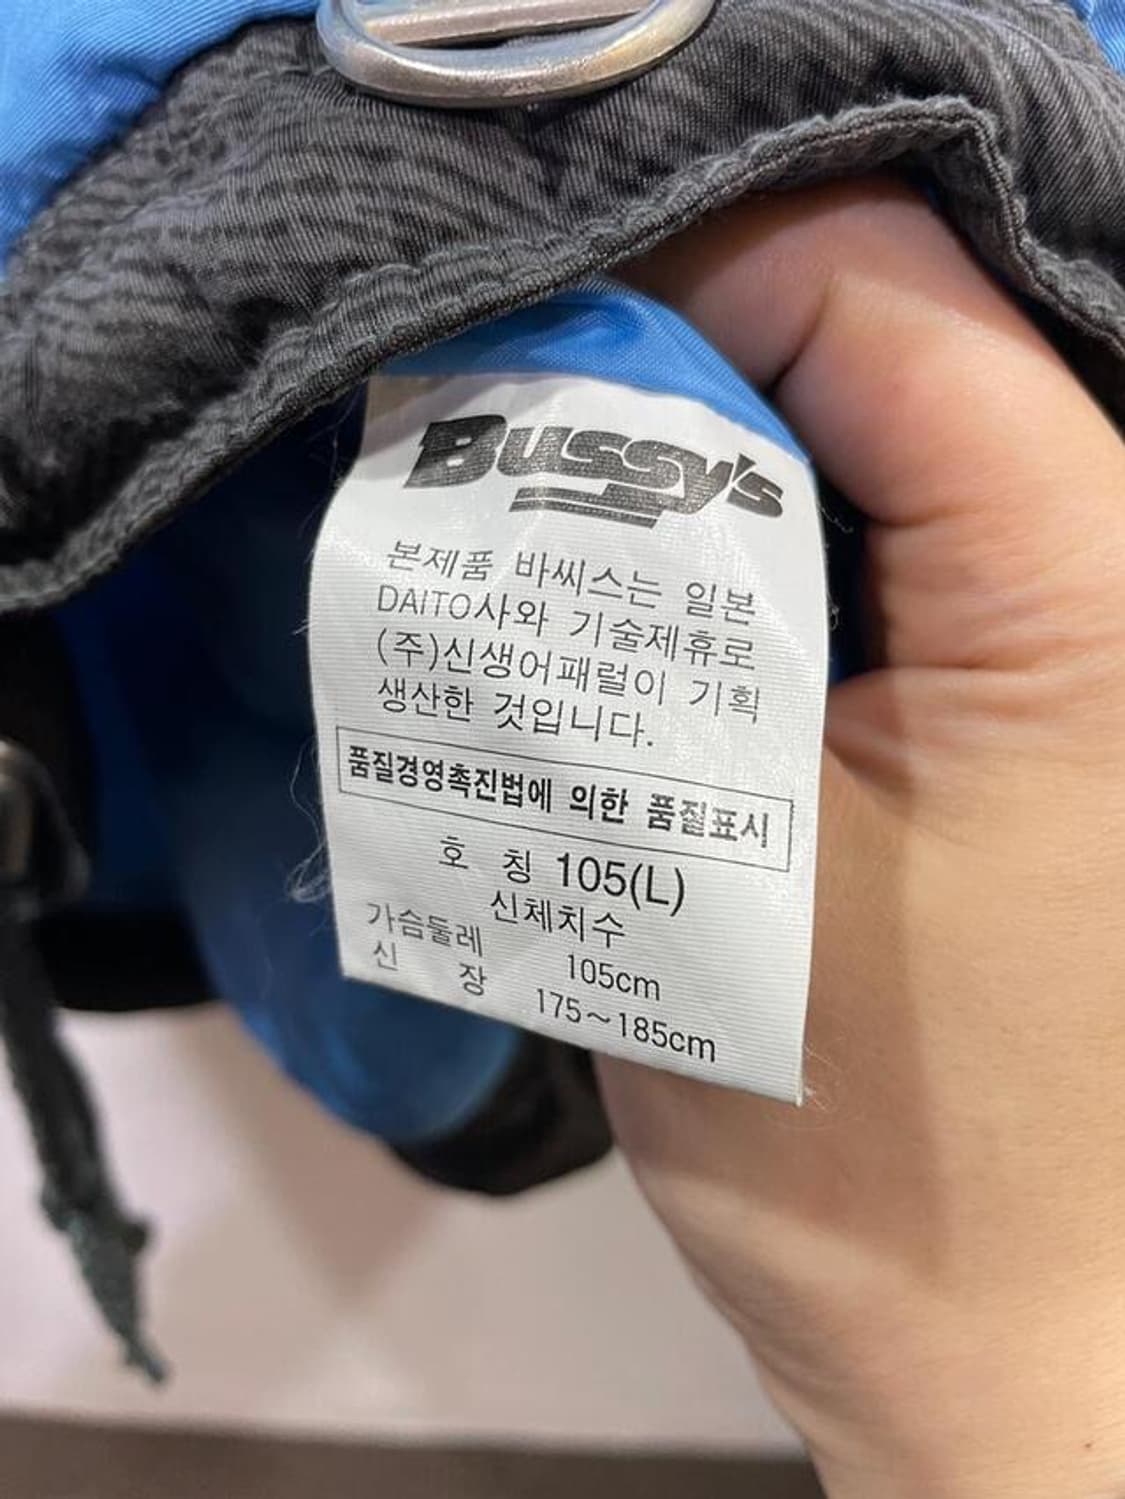 Bussy's
본제품 바씨스는 일본
DAITO사와 기술제휴로
(주)신생어패럴이 기획
생산한 것입니다.
품질경영촉진법에 의한 품질표시
호 칭 105(L)
신체치수
가슴둘레 105cm
신 장 175~185cm